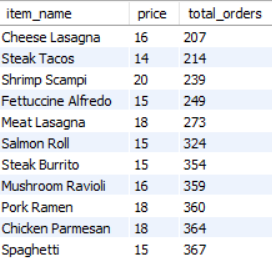 item_name price total_orders
Cheese Lasagna 16 207
Steak Tacos 14 214
Shrimp Scampi 20 239
Fettuccine Alfredo 15 249
Meat Lasagna 18 273
Salmon Roll 15 324
Steak Burrito 15 354
Mushroom Ravioli 16 359
Pork Ramen 18 360
Chicken Parmesan 18 364
Spaghetti 15 367